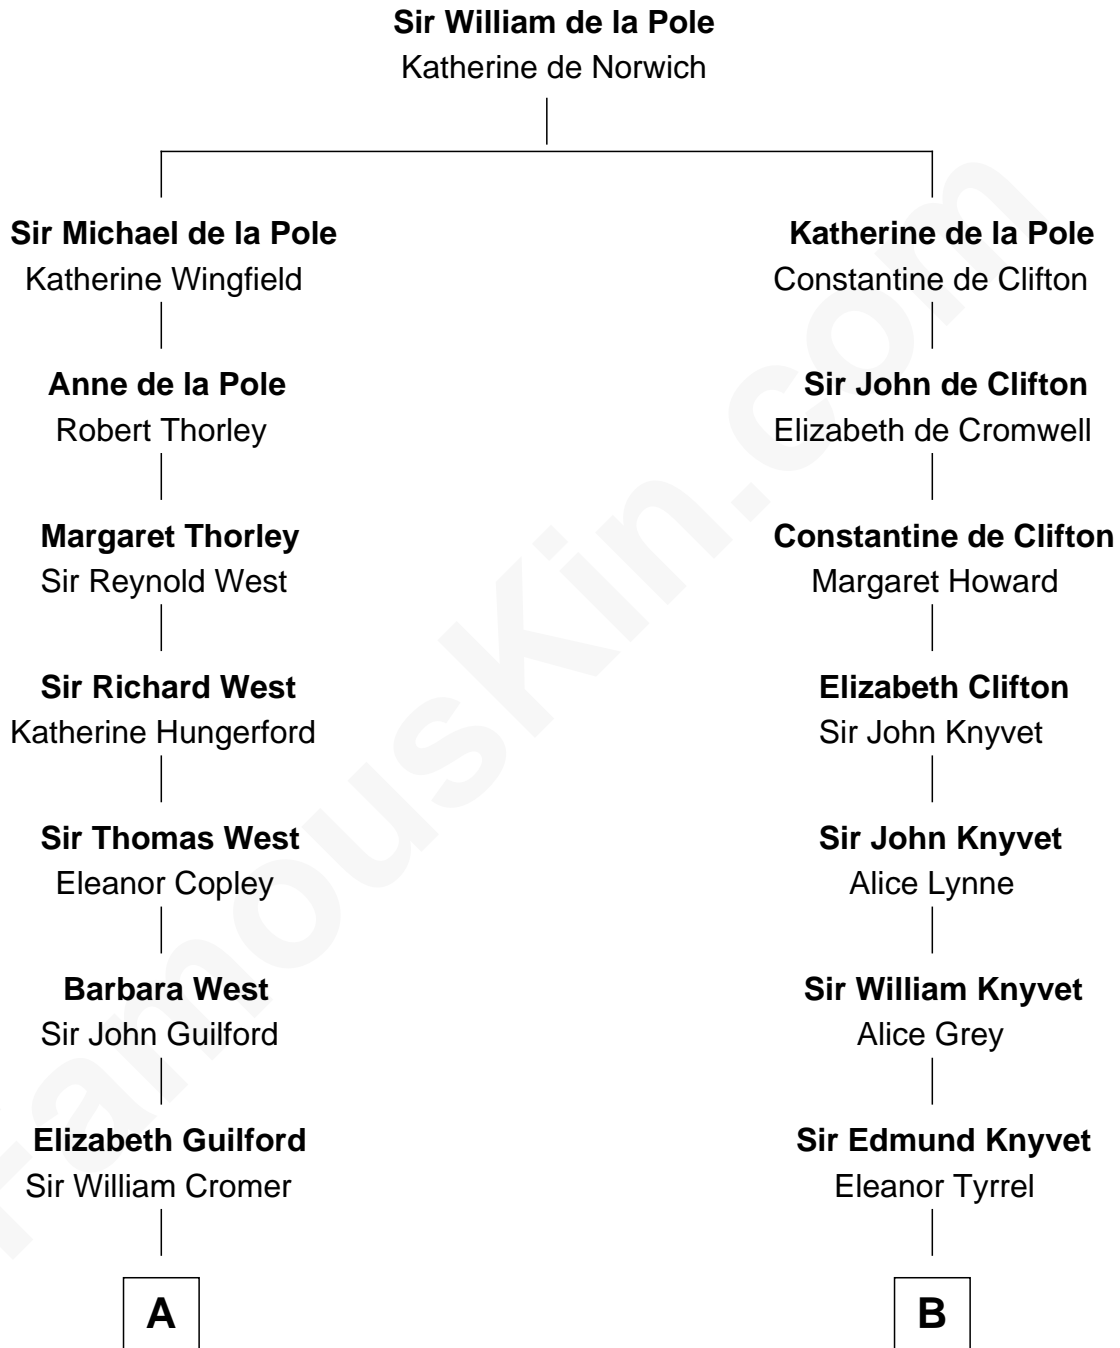 Sir William de la Pole
Katherine de Norwich
Sir Michael de la Pole
Katherine Wingfield
Katherine de la Pole
Constantine de Clifton
Anne de la Pole
Robert Thorley
Sir John de Clifton
Elizabeth de Cromwell
Margaret Thorley
Sir Reynold West
Constantine de Clifton
Margaret Howard
Sir Richard West
Katherine Hungerford
Elizabeth Clifton
Sir John Knyvet
Sir Thomas West
Eleanor Copley
Sir John Knyvet
Alice Lynne
Barbara West
Sir John Guilford
Sir William Knyvet
Alice Grey
Elizabeth Guilford
Sir William Cromer
Sir Edmund Knyvet
Eleanor Tyrrel
A
B
FamousKin.com